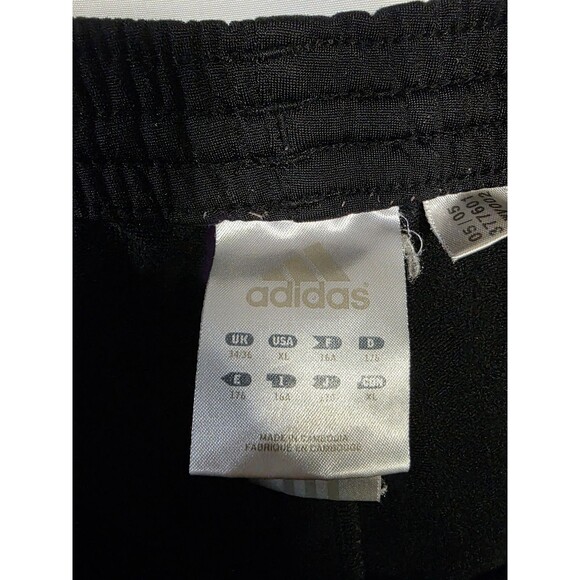 adidas
UK USA F D
34/36 XL 16A 176
E I J CDN
176 16A XL
MADE IN CAMBODIA
FABRIQUE EN CAMBODGE
05|05